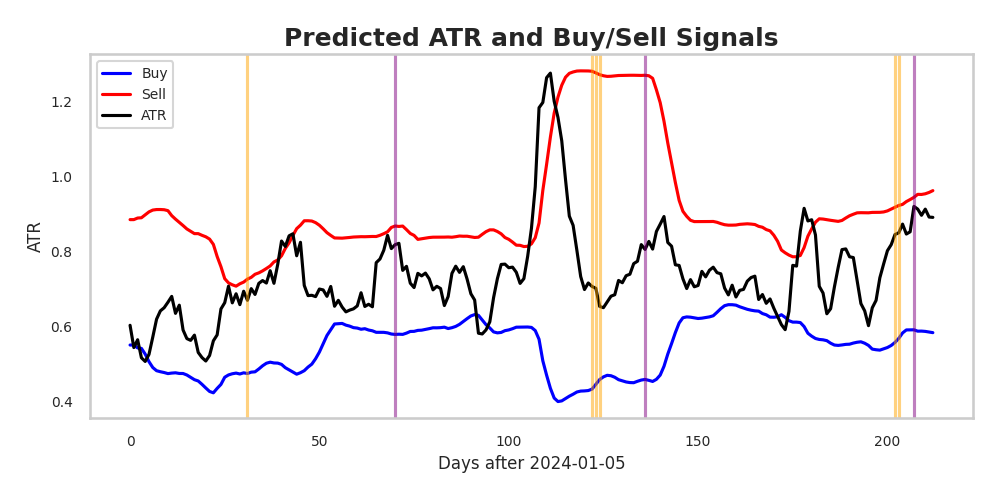 Predicted ATR and Buy/Sell Signals
Buy
Sell
ATR
1.2
1.0
0.8
0.6
0.4
ATR
0 50 100 150 200
Days after 2024-01-05